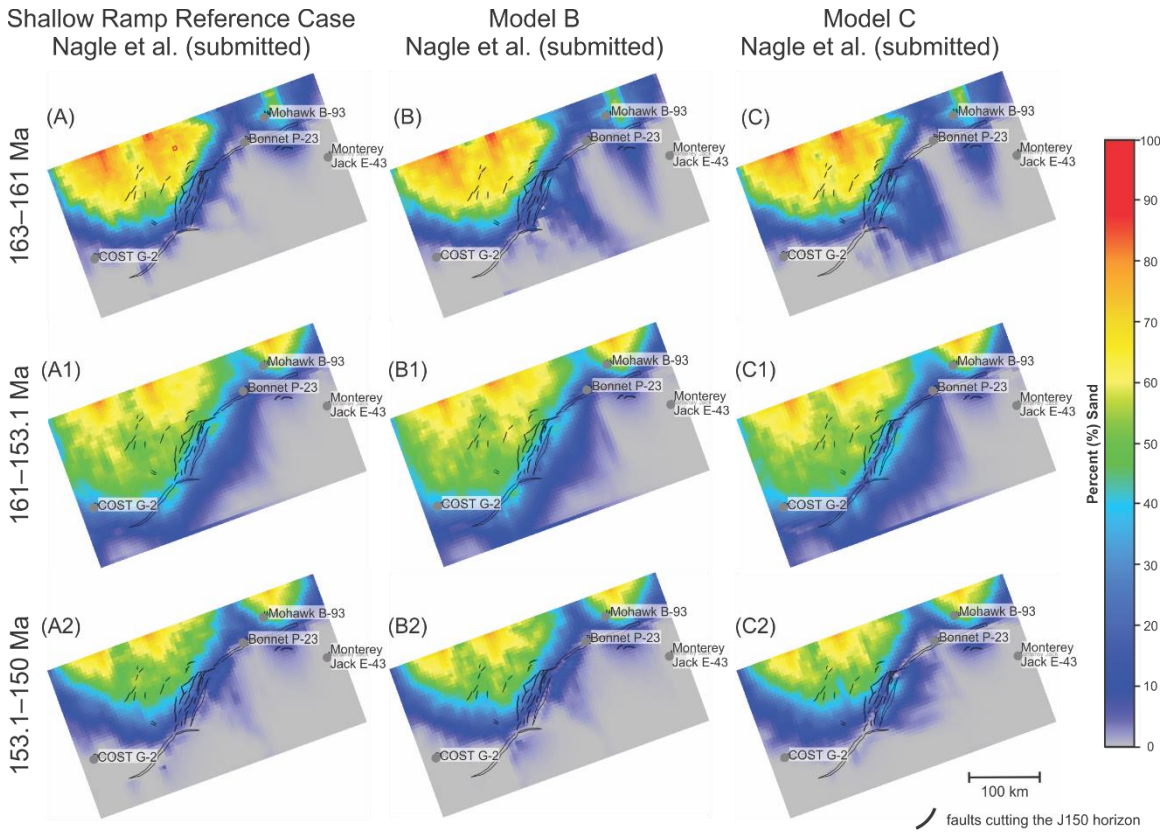 Shallow Ramp Reference Case
Nagle et al. (submitted)
Model B
Nagle et al. (submitted)
Model C
Nagle et al. (submitted)
163–161 Ma
(A)
Mohawk B-93
Bonnet P-23
Monterey
Jack E-43
COST G-2
(B)
Mohawk B-93
Bonnet P-23
Monterey
Jack E-43
COST G-2
(C)
Mohawk B-93
Bonnet P-23
Monterey
Jack E-43
COST G-2
161–153.1 Ma
(A1)
Mohawk B-93
Bonnet P-23
Monterey
Jack E-43
COST G-2
(B1)
Mohawk B-93
Bonnet P-23
Monterey
Jack E-43
COST G-2
(C1)
Mohawk B-93
Bonnet P-23
Monterey
Jack E-43
COST G-2
153.1–150 Ma
(A2)
Mohawk B-93
Bonnet P-23
Monterey
Jack E-43
COST G-2
(B2)
Mohawk B-93
Bonnet P-23
Monterey
Jack E-43
COST G-2
(C2)
Mohawk B-93
Bonnet P-23
Monterey
Jack E-43
COST G-2
Percent (%) Sand
100
90
80
70
60
50
40
30
20
10
0
100 km
faults cutting the J150 horizon